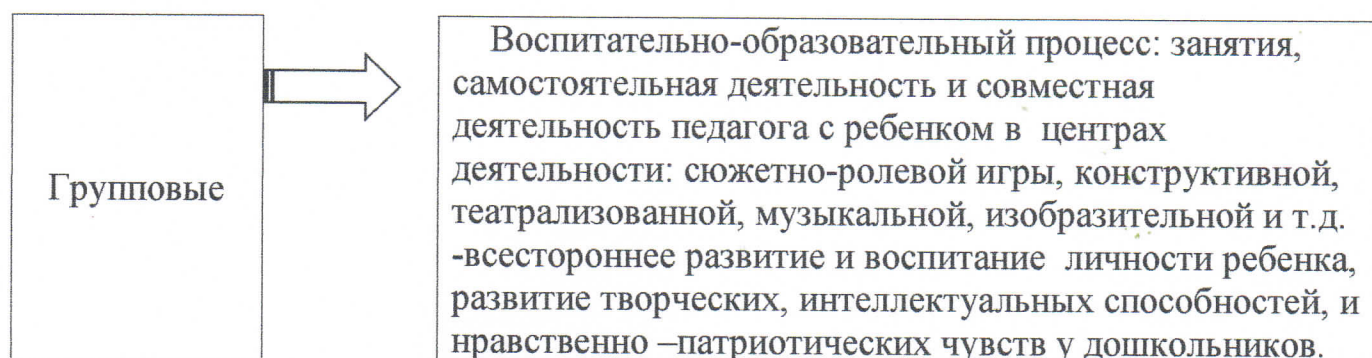 Групповые
Воспитательно-образовательный процесс: занятия,
самостоятельная деятельность и совместная
деятельность педагога с ребенком в центрах
деятельности: сюжетно-ролевой игры, конструктивной,
театрализованной, музыкальной, изобразительной и т.д.
-всестороннее развитие и воспитание личности ребенка,
развитие творческих, интеллектуальных способностей, и
нравственно –патриотических чувств у дошкольников.